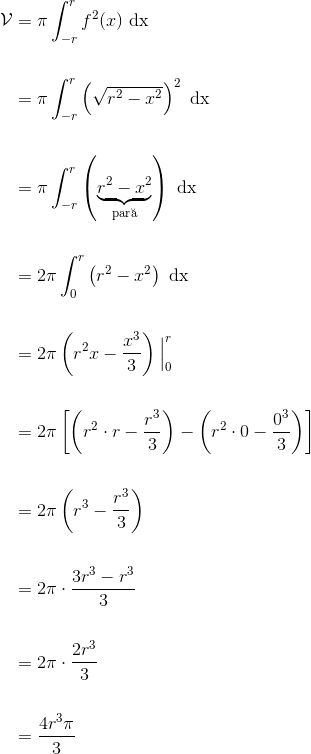 𝒱 = π ∫_{-r}^{r} f²(x) dx
= π ∫_{-r}^{r} (√(r² − x²))² dx
= π ∫_{-r}^{r} (r² − x²) dx
pară
= 2π ∫_{0}^{r} (r² − x²) dx
= 2π (r²x − x³/3) |_{0}^{r}
= 2π [(r² · r − r³/3) − (r² · 0 − 0³/3)]
= 2π (r³ − r³/3)
= 2π · (3r³ − r³)/3
= 2π · 2r³/3
= 4r³π/3